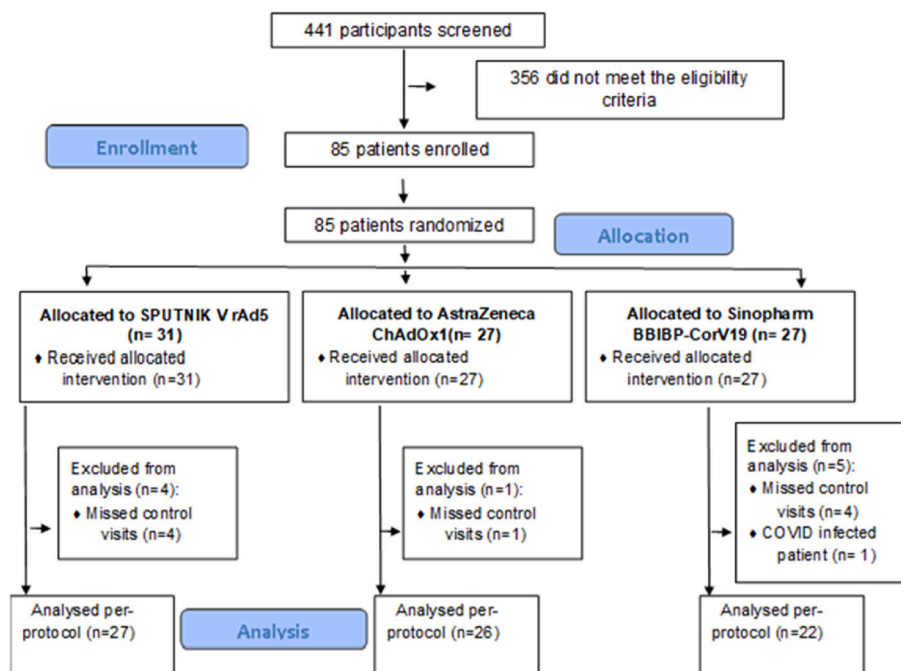 441 participants screened
356 did not meet the eligibility
criteria
Enrollment
85 patients enrolled
85 patients randomized
Allocation
Allocated to SPUTNIK V rAd5
(n= 31)
♦ Received allocated
intervention (n=31)
Allocated to AstraZeneca
ChAdOx1(n= 27)
♦ Received allocated
intervention (n=27)
Allocated to Sinopharm
BBIBP-CorV19 (n= 27)
♦ Received allocated
intervention (n=27)
Excluded from
analysis (n=4):
♦ Missed control
visits (n=4)
Excluded from
analysis (n=1):
♦ Missed control
visits (n=1)
Excluded from
analysis (n=5):
♦ Missed control
visits (n=4)
♦ COVID infected
patient (n= 1)
Analysed per-
protocol (n=27)
Analysis
Analysed per-
protocol (n=26)
Analysed per-
protocol (n=22)